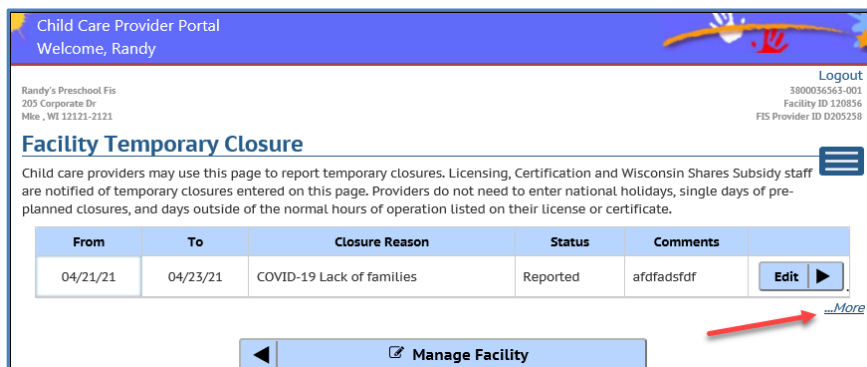 Child Care Provider Portal
Welcome, Randy
Logout
Randy's Preschool Fis
205 Corporate Dr
Mke , WI 12121-2121
3800036563-001
Facility ID 120856
FIS Provider ID D205258
Facility Temporary Closure
Child care providers may use this page to report temporary closures. Licensing, Certification and Wisconsin Shares Subsidy staff
are notified of temporary closures entered on this page. Providers do not need to enter national holidays, single days of pre-
planned closures, and days outside of the normal hours of operation listed on their license or certificate.
From To Closure Reason Status Comments
04/21/21 04/23/21 COVID-19 Lack of families Reported afdfadsfdf Edit
...More
Manage Facility